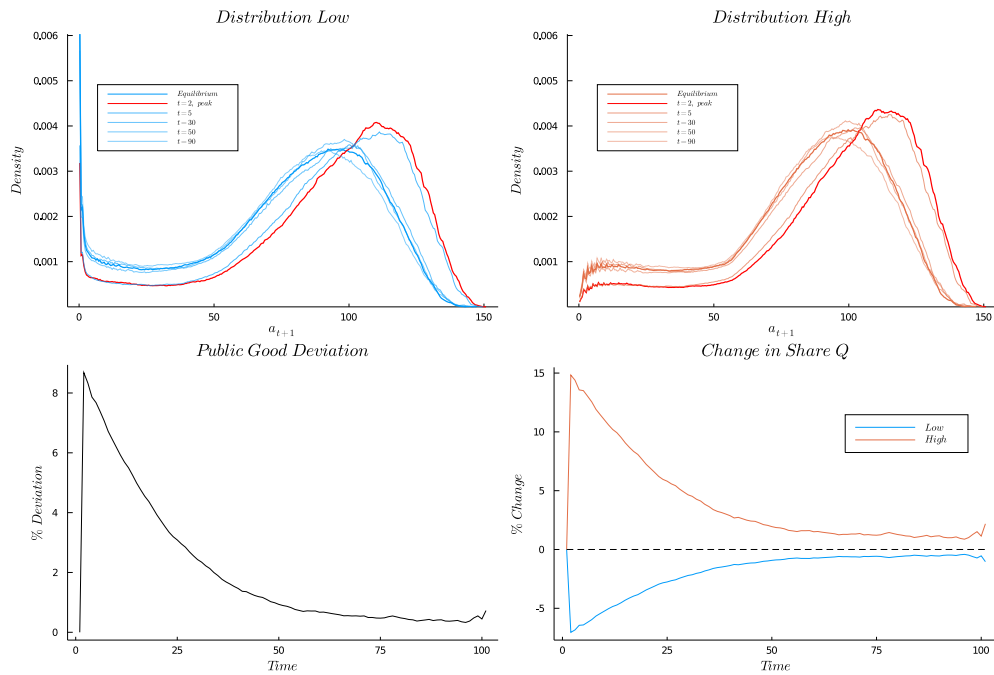 Distribution Low
Density
0.006
0.005
0.004
0.003
0.002
0.001
Equilibrium
t=2, peak
t=5
t=30
t=50
t=90
0
50
100
150
a_{t+1}
Distribution High
Density
0.006
0.005
0.004
0.003
0.002
0.001
Equilibrium
t=2, peak
t=5
t=30
t=50
t=90
0
50
100
150
a_{t+1}
Public Good Deviation
% Deviation
8
6
4
2
0
0
25
50
75
100
Time
Change in Share Q
% Change
15
10
5
0
-5
Low
High
0
25
50
75
100
Time